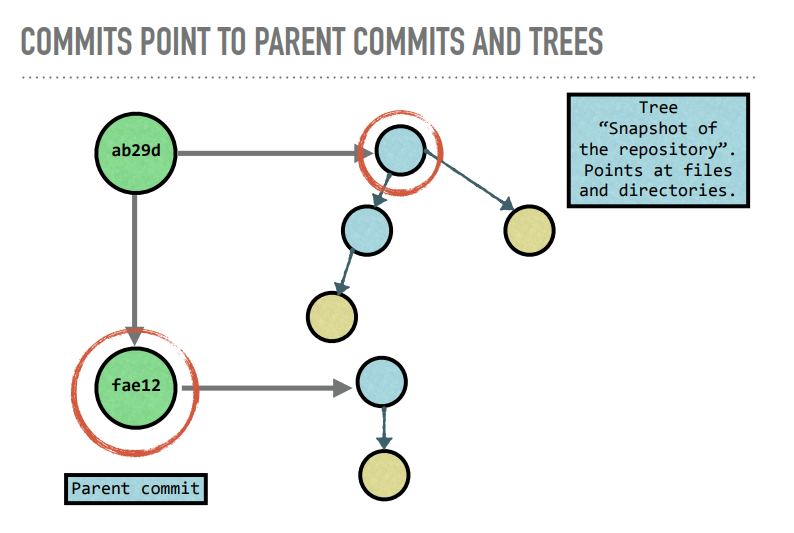 COMMITS POINT TO PARENT COMMITS AND TREES
ab29d
Tree
“Snapshot of
the repository”.
Points at files
and directories.
fae12
Parent commit